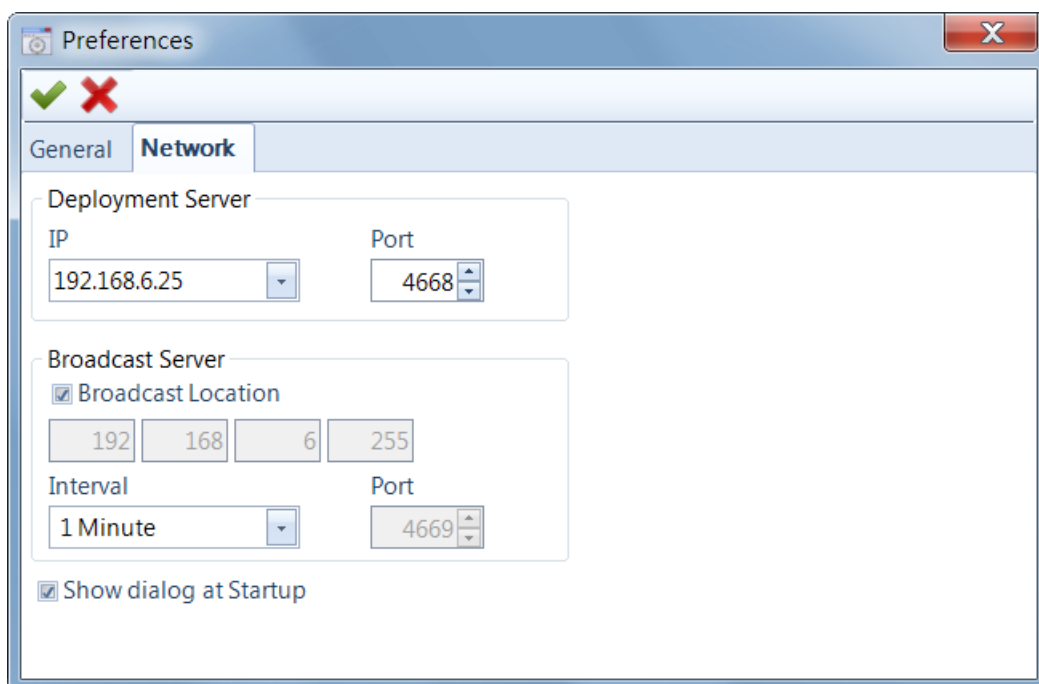 Preferences
General Network
Deployment Server
IP Port
192.168.6.25 4668
Broadcast Server
Broadcast Location
192 168 6 255
Interval Port
1 Minute 4669
Show dialog at Startup